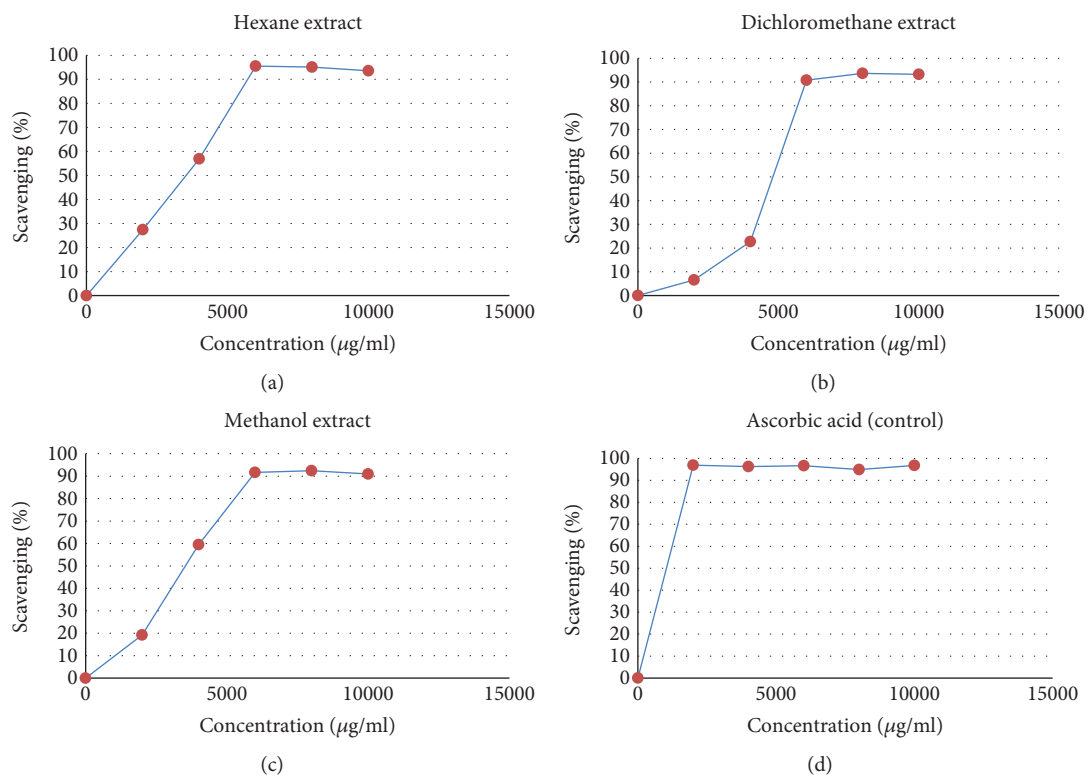 Hexane extract
100
90
80
70
60
50
40
30
20
10
0
Scavenging (%)
0 5000 10000 15000
Concentration (μg/ml)
(a)
Dichloromethane extract
100
90
80
70
60
50
40
30
20
10
0
Scavenging (%)
0 5000 10000 15000
Concentration (μg/ml)
(b)
Methanol extract
100
90
80
70
60
50
40
30
20
10
0
Scavenging (%)
0 5000 10000 15000
Concentration (μg/ml)
(c)
Ascorbic acid (control)
100
90
80
70
60
50
40
30
20
10
0
Scavenging (%)
0 5000 10000 15000
Concentration (μg/ml)
(d)